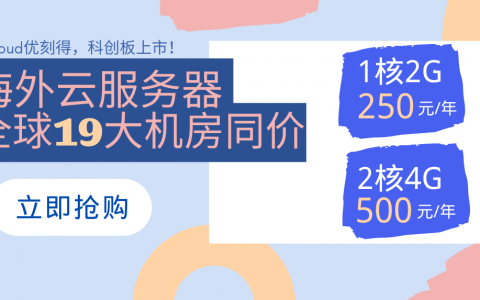 oud优刻得，科创板上市！
海外云服务器
全球19大机房同价
立即抢购
1核2G
250元/年
2核4G
500元/年